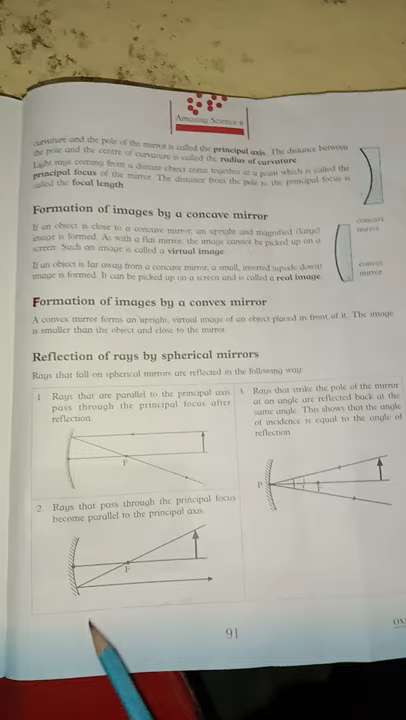 Amazing Science 6
curvature and the pole of the mirror is called the principal axis. The distance between
the pole and the centre of curvature is called the radius of curvature.
Light rays coming from a distant object come together at a point which is called the
principal focus of the mirror. The distance from the pole to the principal focus is
called the focal length.
concave
mirror
convex
mirror
Formation of images by a concave mirror
If an object is close to a concave mirror, an upright and magnified (large)
image is formed. As with a flat mirror, the image cannot be picked up on a
screen. Such an image is called a virtual image.
If an object is far away from a concave mirror, a small, inverted (upside down)
image is formed. It can be picked up on a screen and is called a real image.
Formation of images by a convex mirror
A convex mirror forms an upright, virtual image of an object placed in front of it. The image
is smaller than the object and close to the mirror.
Reflection of rays by spherical mirrors
Rays that fall on spherical mirrors are reflected in the following way:
1. Rays that are parallel to the principal axis
pass through the principal focus after
reflection.
F
2. Rays that pass through the principal focus
become parallel to the principal axis.
F
3. Rays that strike the pole of the mirror
at an angle are reflected back at the
same angle. This shows that the angle
of incidence is equal to the angle of
reflection.
P
F
91